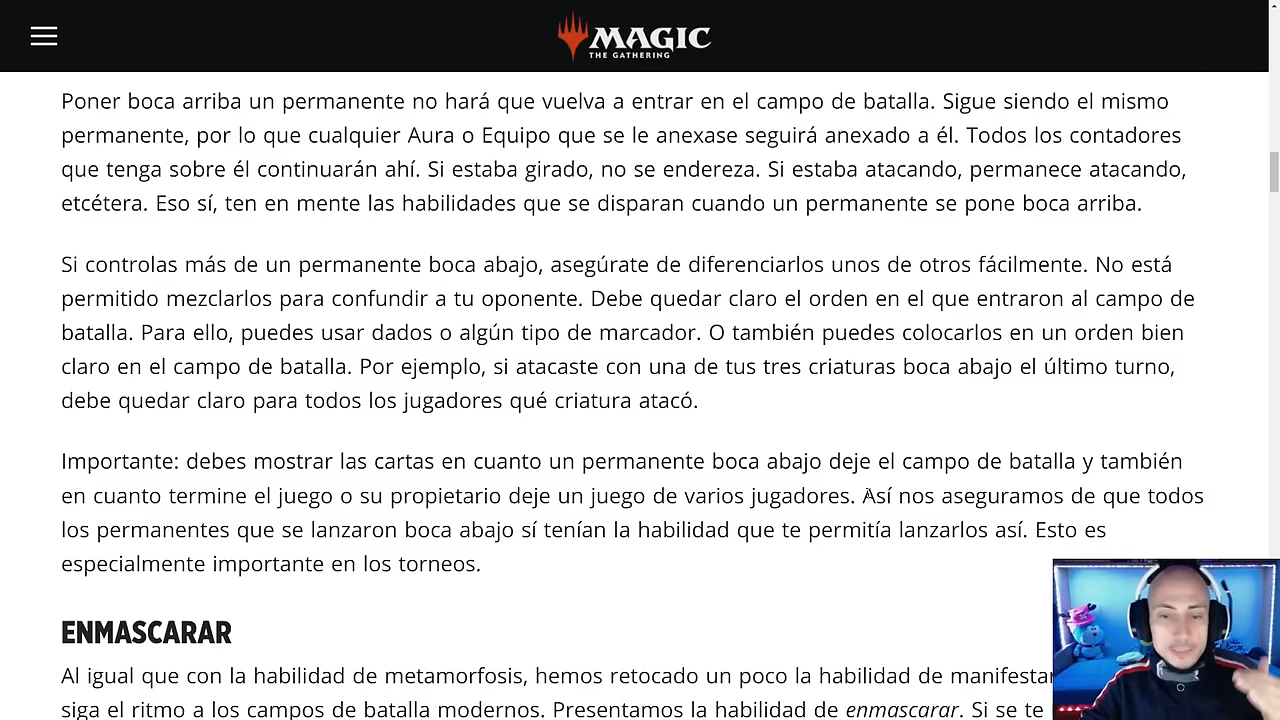 MAGIC
THE GATHERING
Poner boca arriba un permanente no hará que vuelva a entrar en el campo de batalla. Sigue siendo el mismo
permanente, por lo que cualquier Aura o Equipo que se le anexase seguirá anexado a él. Todos los contadores
que tenga sobre él continuarán ahí. Si estaba girado, no se endereza. Si estaba atacando, permanece atacando,
etcétera. Eso sí, ten en mente las habilidades que se disparan cuando un permanente se pone boca arriba.
Si controlas más de un permanente boca abajo, asegúrate de diferenciarlos unos de otros fácilmente. No está
permitido mezclarlos para confundir a tu oponente. Debe quedar claro el orden en el que entraron al campo de
batalla. Para ello, puedes usar dados o algún tipo de marcador. O también puedes colocarlos en un orden bien
claro en el campo de batalla. Por ejemplo, si atacaste con una de tus tres criaturas boca abajo el último turno,
debe quedar claro para todos los jugadores qué criatura atacó.
Importante: debes mostrar las cartas en cuanto un permanente boca abajo deje el campo de batalla y también
en cuanto termine el juego o su propietario deje un juego de varios jugadores. Así nos aseguramos de que todos
los permanentes que se lanzaron boca abajo sí tenían la habilidad que te permitía lanzarlos así. Esto es
especialmente importante en los torneos.
ENMASCARAR
Al igual que con la habilidad de metamorfosis, hemos retocado un poco la habilidad de manifestar
siga el ritmo a los campos de batalla modernos. Presentamos la habilidad de enmascarar. Si se te